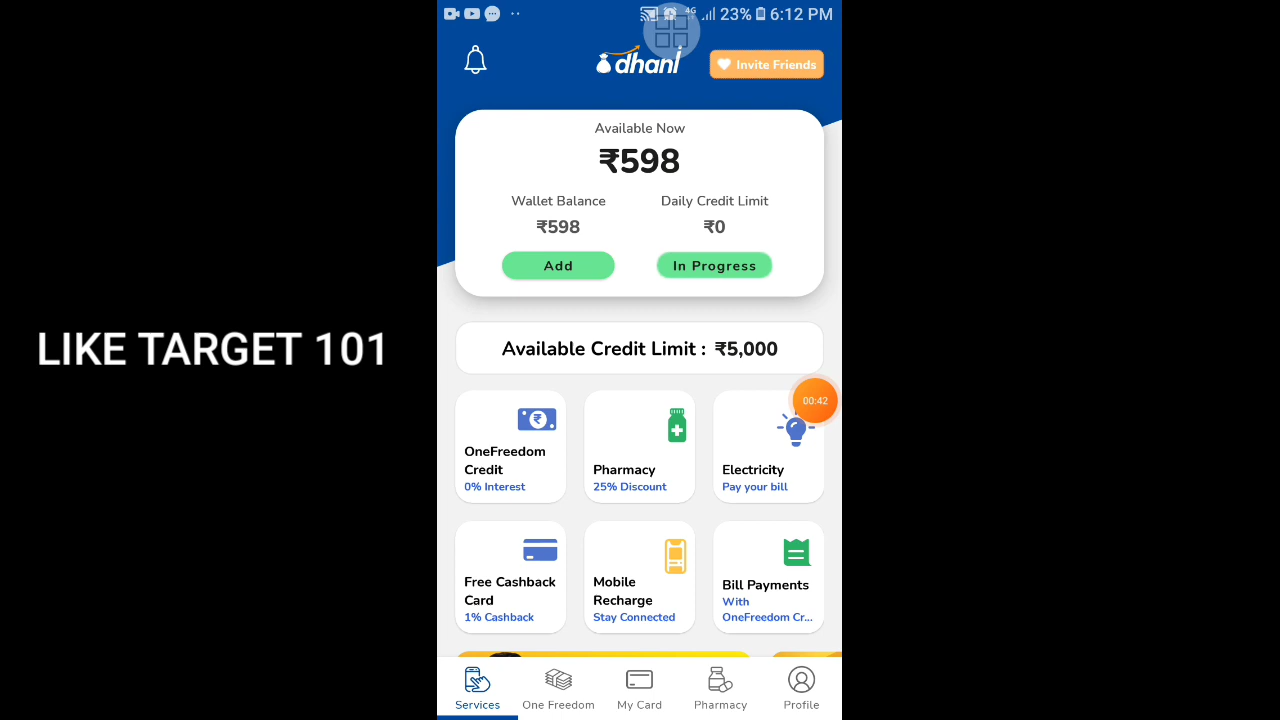 4G 23% 6:12 PM
dhani
Invite Friends
Available Now
₹598
Wallet Balance
Daily Credit Limit
₹598
₹0
Add
In Progress
LIKE TARGET 101
Available Credit Limit : ₹5,000
00:42
OneFreedom
Credit
0% Interest
Pharmacy
25% Discount
Electricity
Pay your bill
Free Cashback
Card
1% Cashback
Mobile
Recharge
Stay Connected
Bill Payments
With
OneFreedom Cr...
Services
One Freedom
My Card
Pharmacy
Profile